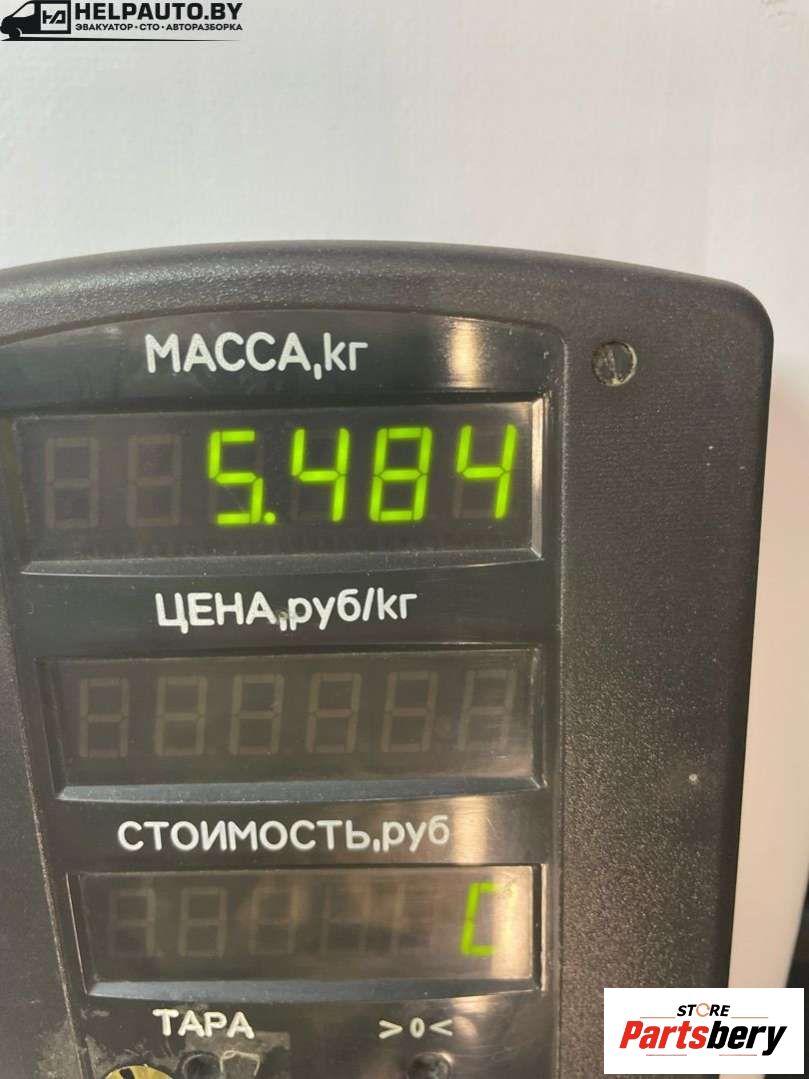 HELPAUTO.BY
ЭВАКУАТОР·СТО·АВТОРАЗБОРКА
МАССА,кг
5.484
ЦЕНА,руб/кг
СТОИМОСТЬ,руб
ТАРА >0<
STORE
Partsbery